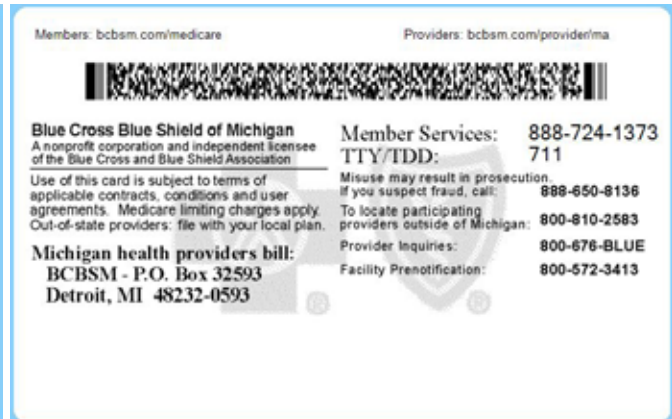 Members: bcbsm.com/medicare
Providers: bcbsm.com/provider/ma
Blue Cross Blue Shield of Michigan
A nonprofit corporation and independent licensee
of the Blue Cross and Blue Shield Association
Use of this card is subject to terms of
applicable contracts, conditions and user
agreements. Medicare limiting charges apply.
Out-of-state providers: file with your local plan.
Michigan health providers bill:
BCBSM - P.O. Box 32593
Detroit, MI 48232-0593
Member Services: 888-724-1373
TTY/TDD: 711
Misuse may result in prosecution.
If you suspect fraud, call: 888-650-8136
To locate participating
providers outside of Michigan: 800-810-2583
Provider Inquiries: 800-676-BLUE
Facility Prenotification: 800-572-3413
® ®